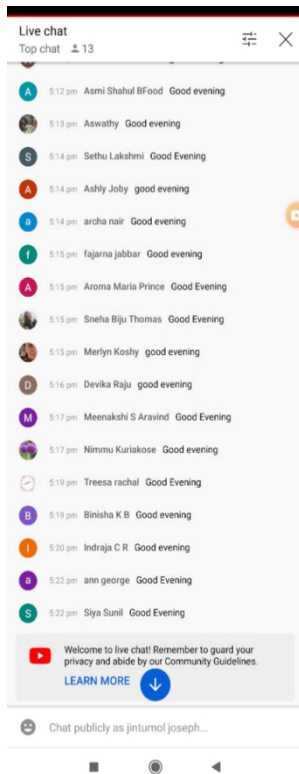 Live chat
Top chat 13
A 5:12 pm Asmi Shahul BFood Good evening
5:13 pm Aswathy Good evening
S 5:14 pm Sethu Lakshmi Good Evening
A 5:14 pm Ashly Joby good evening
a 5:14 pm archa nair Good evening
f 5:15 pm fajarna jabbar Good evening
A 5:15 pm Aroma Maria Prince Good Evening
5:15 pm Sneha Biju Thomas Good Evening
5:15 pm Merlyn Koshy good evening
D 5:16 pm Devika Raju good evening
M 5:17 pm Meenakshi S Aravind Good Evening
5:17 pm Nimmu Kuriakose Good evening
5:19 pm Treesa rachal Good Evening
B 5:19 pm Binisha K B Good evening
I 5:20 pm Indraja C R Good evening
a 5:22 pm ann george Good Evening
S 5:22 pm Siya Sunil Good Evening
Welcome to live chat! Remember to guard your
privacy and abide by our Community Guidelines.
LEARN MORE
Chat publicly as jintumol joseph...